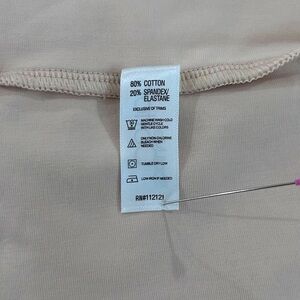 80% COTTON
20% SPANDEX/
ELASTANE
EXCLUSIVE OF TRIMS
MACHINE WASH COLD
GENTLE CYCLE
WITH LIKE COLORS
ONLY NON-CHLORINE
BLEACH WHEN
NEEDED
TUMBLE DRY LOW
LOW IRON IF NEEDED
RN#112121